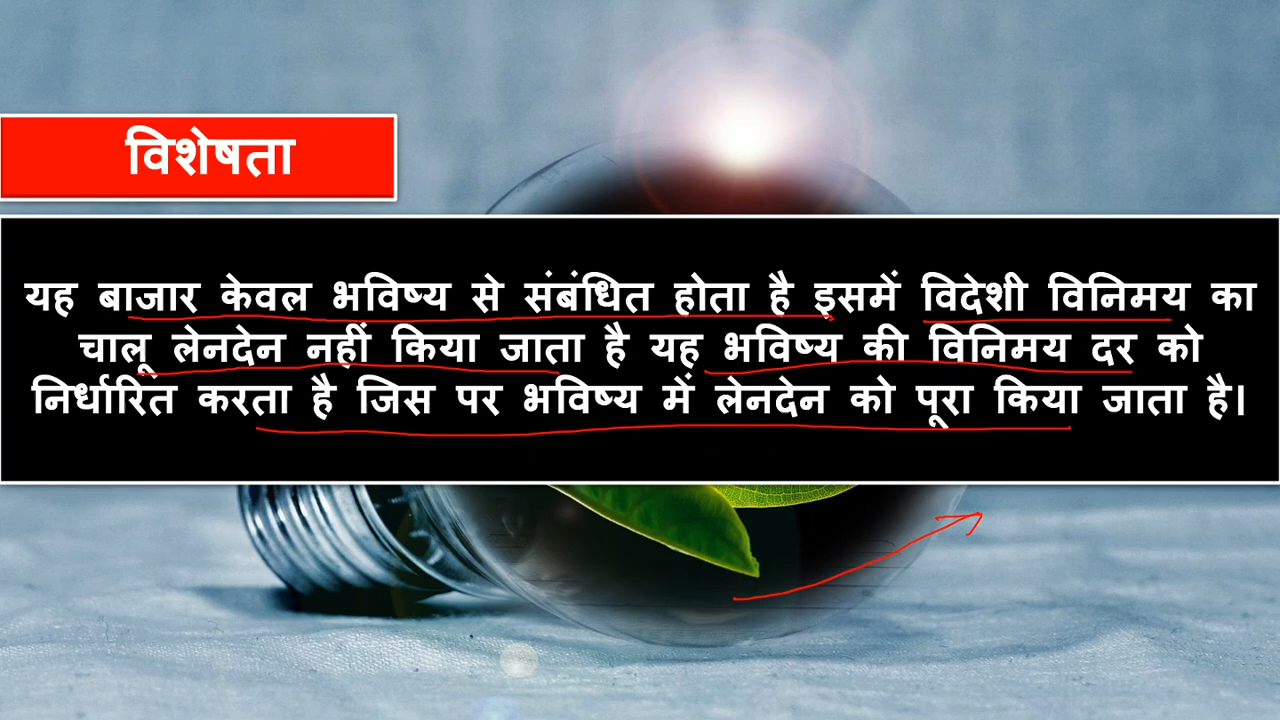 विशेषता
यह बाजार केवल भविष्य से संबंधित होता है इसमें विदेशी विनिमय का
चालू लेनदेन नहीं किया जाता है यह भविष्य की विनिमय दर को
निर्धारित करता है जिस पर भविष्य में लेनदेन को पूरा किया जाता है।